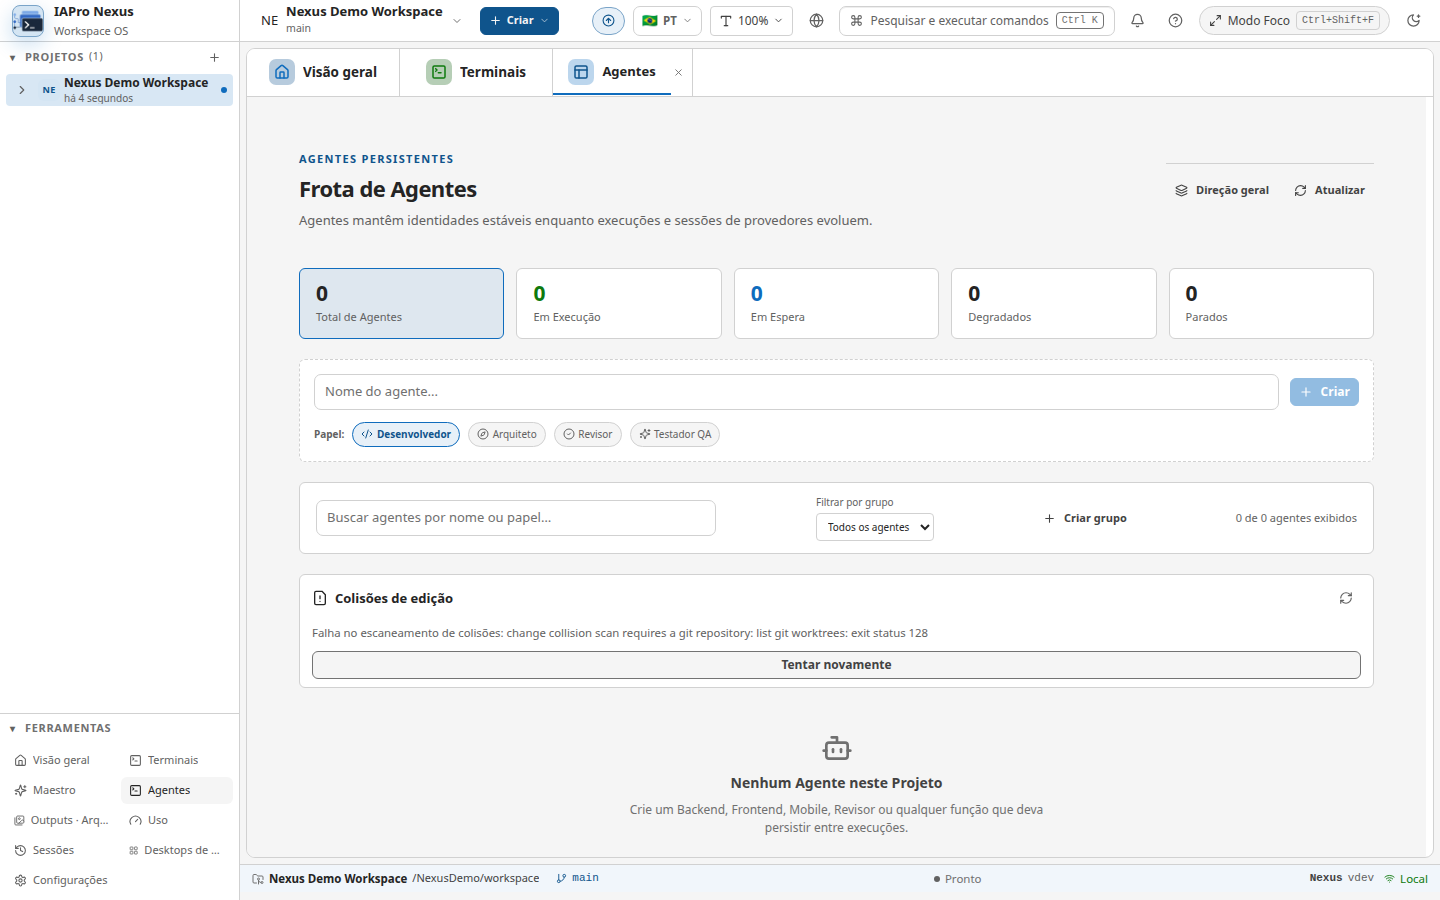 IAPro Nexus
Workspace OS
NE
Nexus Demo Workspace
main
Criar
PT
100%
Pesquisar e executar comandos
Ctrl K
Modo Foco
Ctrl+Shift+F
PROJETOS (1)
NE
Nexus Demo Workspace
há 4 segundos
Visão geral
Terminais
Agentes
AGENTES PERSISTENTES
Frota de Agentes
Agentes mantêm identidades estáveis enquanto execuções e sessões de provedores evoluem.
Direção geral
Atualizar
0
Total de Agentes
0
Em Execução
0
Em Espera
0
Degradados
0
Parados
Nome do agente...
Criar
Papel:
Desenvolvedor
Arquiteto
Revisor
Testador QA
Buscar agentes por nome ou papel...
Filtrar por grupo
Todos os agentes
Criar grupo
0 de 0 agentes exibidos
Colisões de edição
Falha no escaneamento de colisões: change collision scan requires a git repository: list git worktrees: exit status 128
Tentar novamente
Nenhum Agente neste Projeto
Crie um Backend, Frontend, Mobile, Revisor ou qualquer função que deva
persistir entre execuções.
FERRAMENTAS
Visão geral
Terminais
Maestro
Agentes
Outputs · Arq...
Uso
Sessões
Desktops de ...
Configurações
Nexus Demo Workspace /NexusDemo/workspace
main
Pronto
Nexus vdev
Local